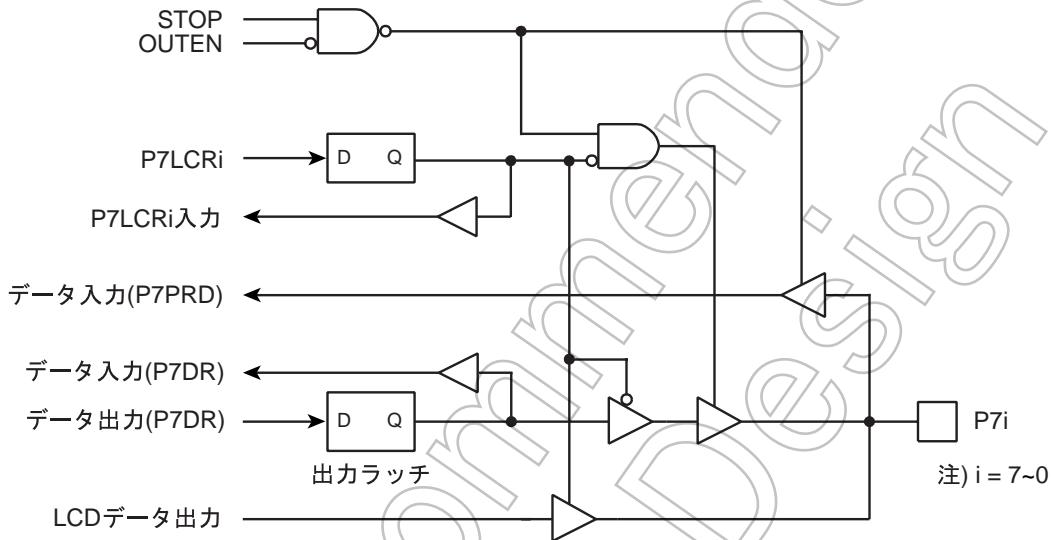 STOP
OUTEN
P7LCRi
D Q
P7LCRi入力
データ入力(P7PRD)
データ入力(P7DR)
データ出力(P7DR)
D Q
出力ラッチ
P7i
注) i = 7~0
LCDデータ出力
ommend
Design